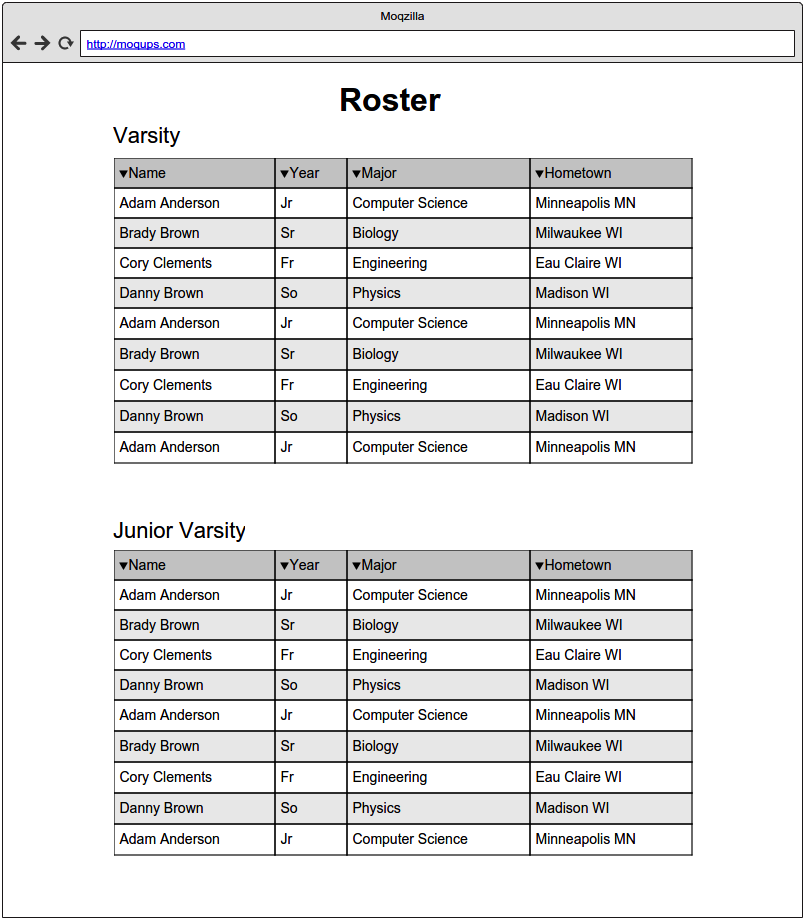 Moqzilla
http://moqups.com
Roster
Varsity
▼Name ▼Year ▼Major ▼Hometown
Adam Anderson Jr Computer Science Minneapolis MN
Brady Brown Sr Biology Milwaukee WI
Cory Clements Fr Engineering Eau Claire WI
Danny Brown So Physics Madison WI
Adam Anderson Jr Computer Science Minneapolis MN
Brady Brown Sr Biology Milwaukee WI
Cory Clements Fr Engineering Eau Claire WI
Danny Brown So Physics Madison WI
Adam Anderson Jr Computer Science Minneapolis MN
Junior Varsity
▼Name ▼Year ▼Major ▼Hometown
Adam Anderson Jr Computer Science Minneapolis MN
Brady Brown Sr Biology Milwaukee WI
Cory Clements Fr Engineering Eau Claire WI
Danny Brown So Physics Madison WI
Adam Anderson Jr Computer Science Minneapolis MN
Brady Brown Sr Biology Milwaukee WI
Cory Clements Fr Engineering Eau Claire WI
Danny Brown So Physics Madison WI
Adam Anderson Jr Computer Science Minneapolis MN